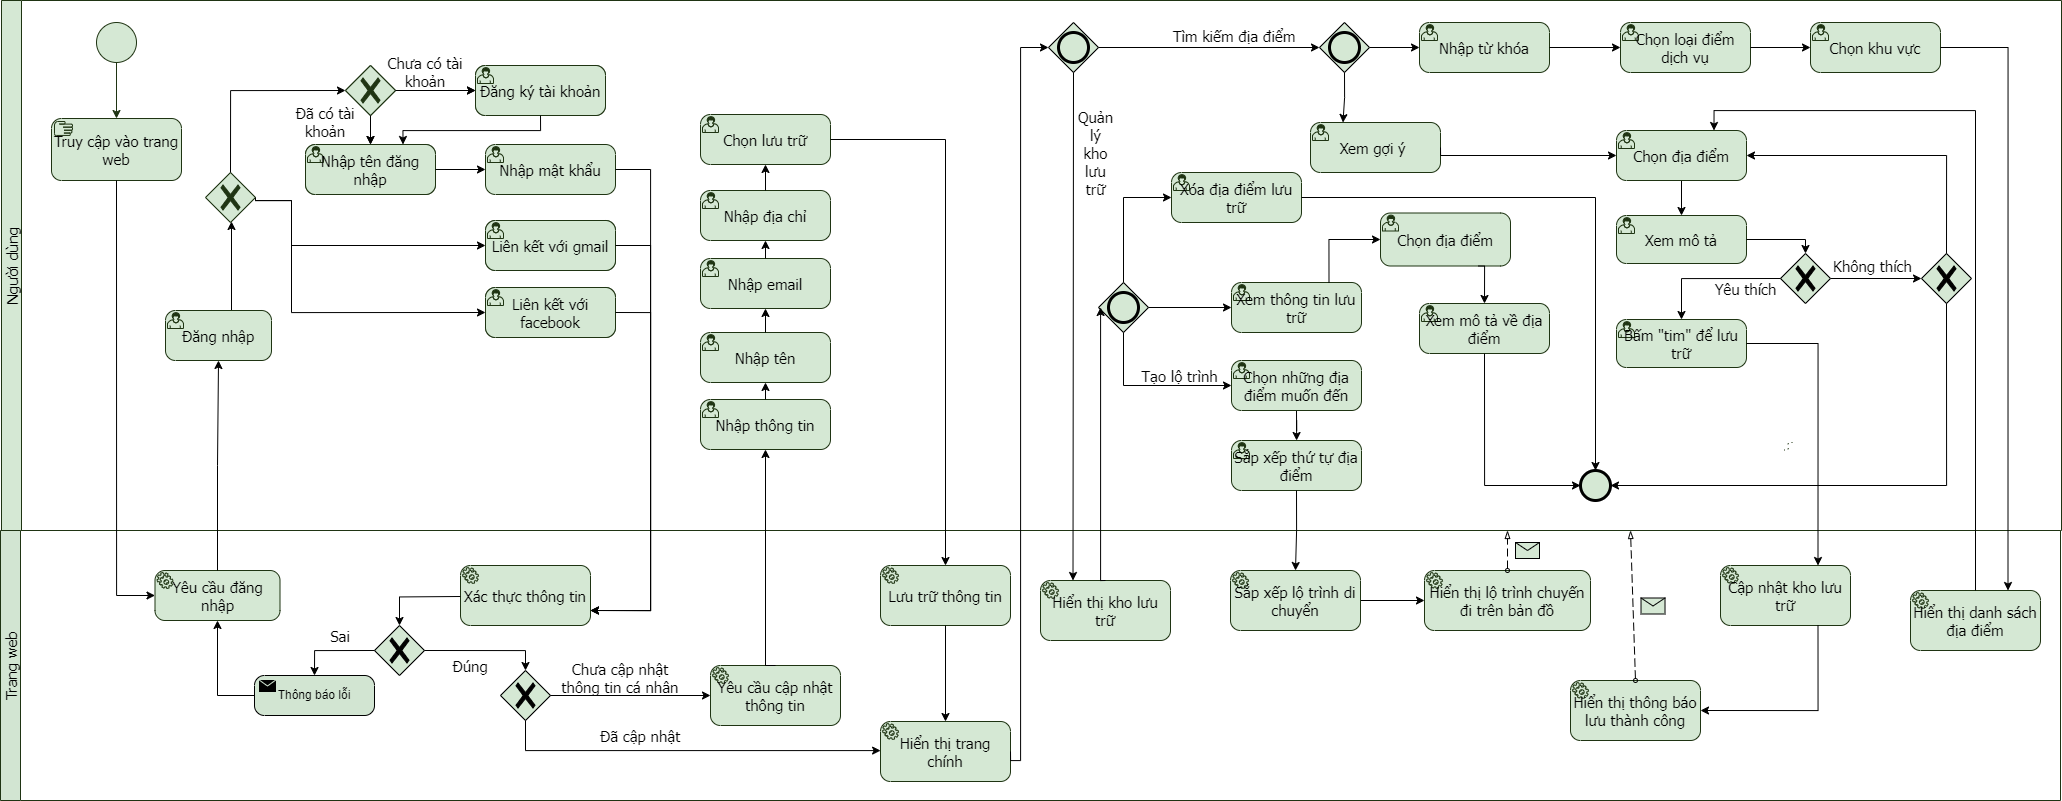 Người dùng
Truy cập vào trang
web
Chưa có tài
khoản
Đăng ký tài khoản
Đã có tài
khoản
Nhập tên đăng
nhập
Nhập mật khẩu
Liên kết với gmail
Liên kết với
facebook
Đăng nhập
Chọn lưu trữ
Nhập địa chỉ
Nhập email
Nhập tên
Nhập thông tin
Tìm kiếm địa điểm
Nhập từ khóa
Chọn loại điểm
dịch vụ
Chọn khu vực
Quản
lý
kho
lưu
trữ
Xem gợi ý
Chọn địa điểm
Xóa địa điểm lưu
trữ
Chọn địa điểm
Xem mô tả
Không thích
Yêu thích
Xem thông tin lưu
trữ
Xem mô tả về địa
điểm
Bấm "tim" để lưu
trữ
Tạo lộ trình
Chọn những địa
điểm muốn đến
Sắp xếp thứ tự địa
điểm
Trang web
Yêu cầu đăng
nhập
Xác thực thông tin
Sai
Đúng
Thông báo lỗi
Chưa cập nhật
thông tin cá nhân
Đã cập nhật
Yêu cầu cập nhật
thông tin
Lưu trữ thông tin
Hiển thị trang
chính
Hiển thị kho lưu
trữ
Sắp xếp lộ trình di
chuyển
Hiển thị lộ trình chuyến
đi trên bản đồ
Cập nhật kho lưu
trữ
Hiển thị danh sách
địa điểm
Hiển thị thông báo
lưu thành công